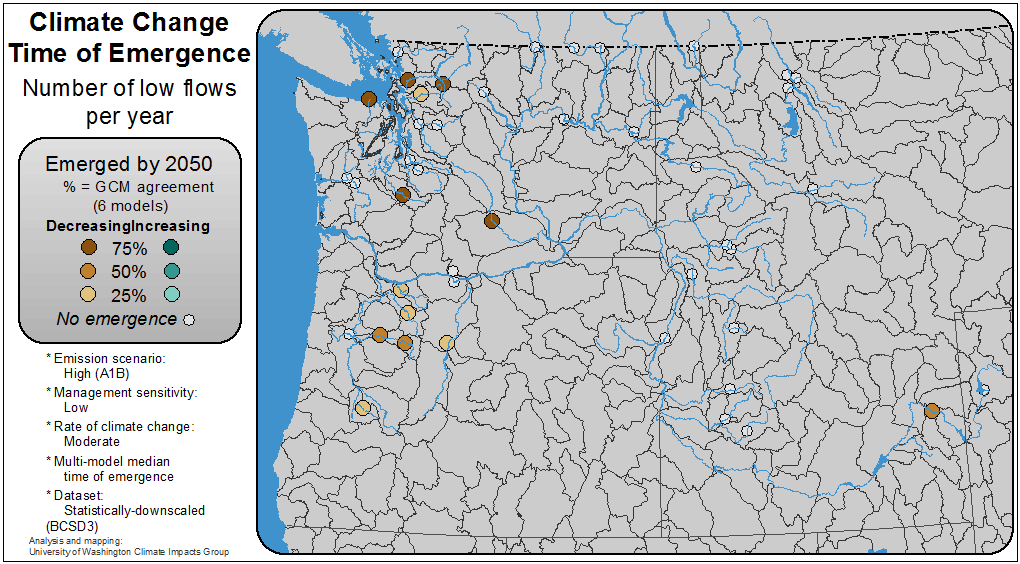 Climate Change
Time of Emergence
Number of low flows
per year
Emerged by 2050
% = GCM agreement
(6 models)
DecreasingIncreasing
75%
50%
25%
No emergence
* Emission scenario:
High (A1B)
* Management sensitivity:
Low
* Rate of climate change:
Moderate
* Multi-model median
time of emergence
* Dataset:
Statistically-downscaled
(BCSD3)
Analysis and mapping:
University of Washington Climate Impacts Group